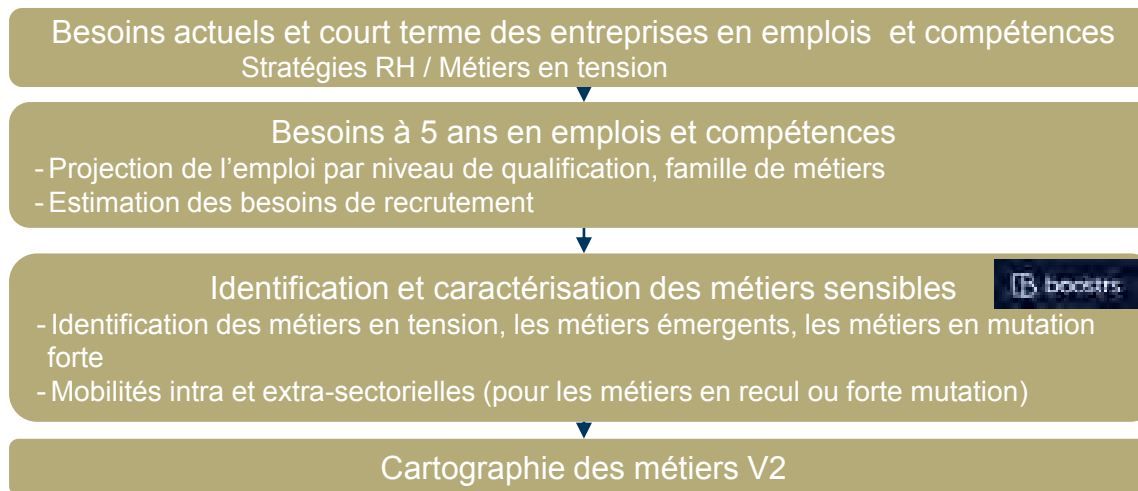 Besoins actuels et court terme des entreprises en emplois et compétences
Stratégies RH / Métiers en tension
Besoins à 5 ans en emplois et compétences
- Projection de l'emploi par niveau de qualification, famille de métiers
- Estimation des besoins de recrutement
Identification et caractérisation des métiers sensibles
boostrs
- Identification des métiers en tension, les métiers émergents, les métiers en mutation
forte
- Mobilités intra et extra-sectorielles (pour les métiers en recul ou forte mutation)
Cartographie des métiers V2